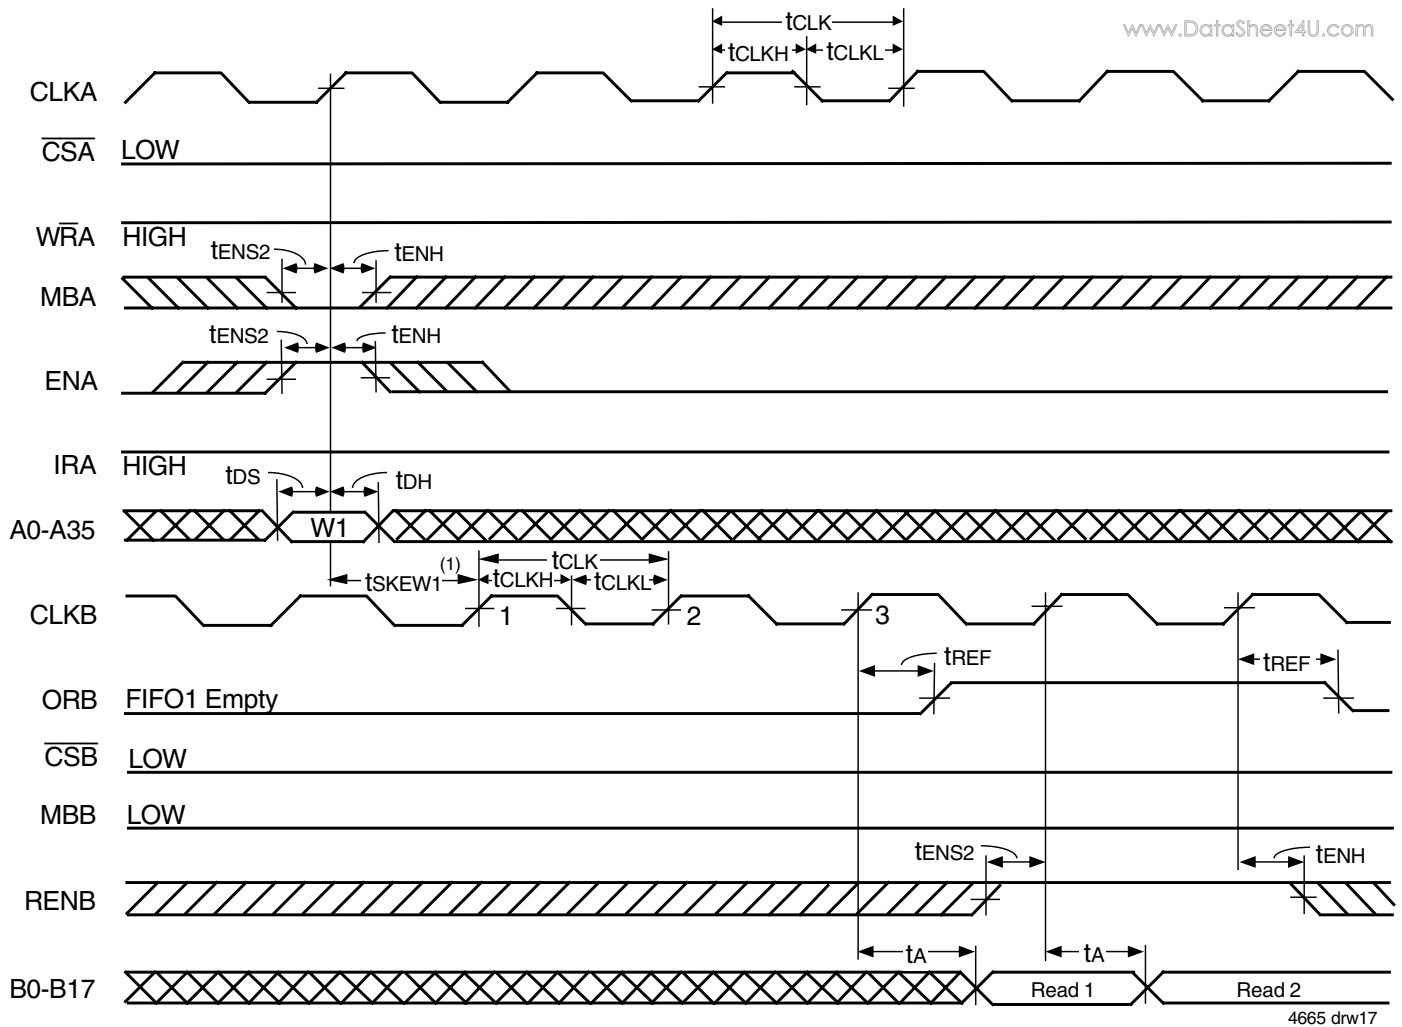 tCLK
www.DataSheet4U.com
tCLKH tCLKL
CLKA
CSA LOW
WRA HIGH
tENS2 tENH
MBA
tENS2 tENH
ENA
IRA HIGH
tDS tDH
A0-A35 W1
tSKEW1(1) tCLK
tCLKH tCLKL
CLKB 1 2 3
tREF tREF
ORB FIFO1 Empty
CSB LOW
MBB LOW
tENS2 tENH
RENB
tA tA
B0-B17 Read 1 Read 2
4665 drw17